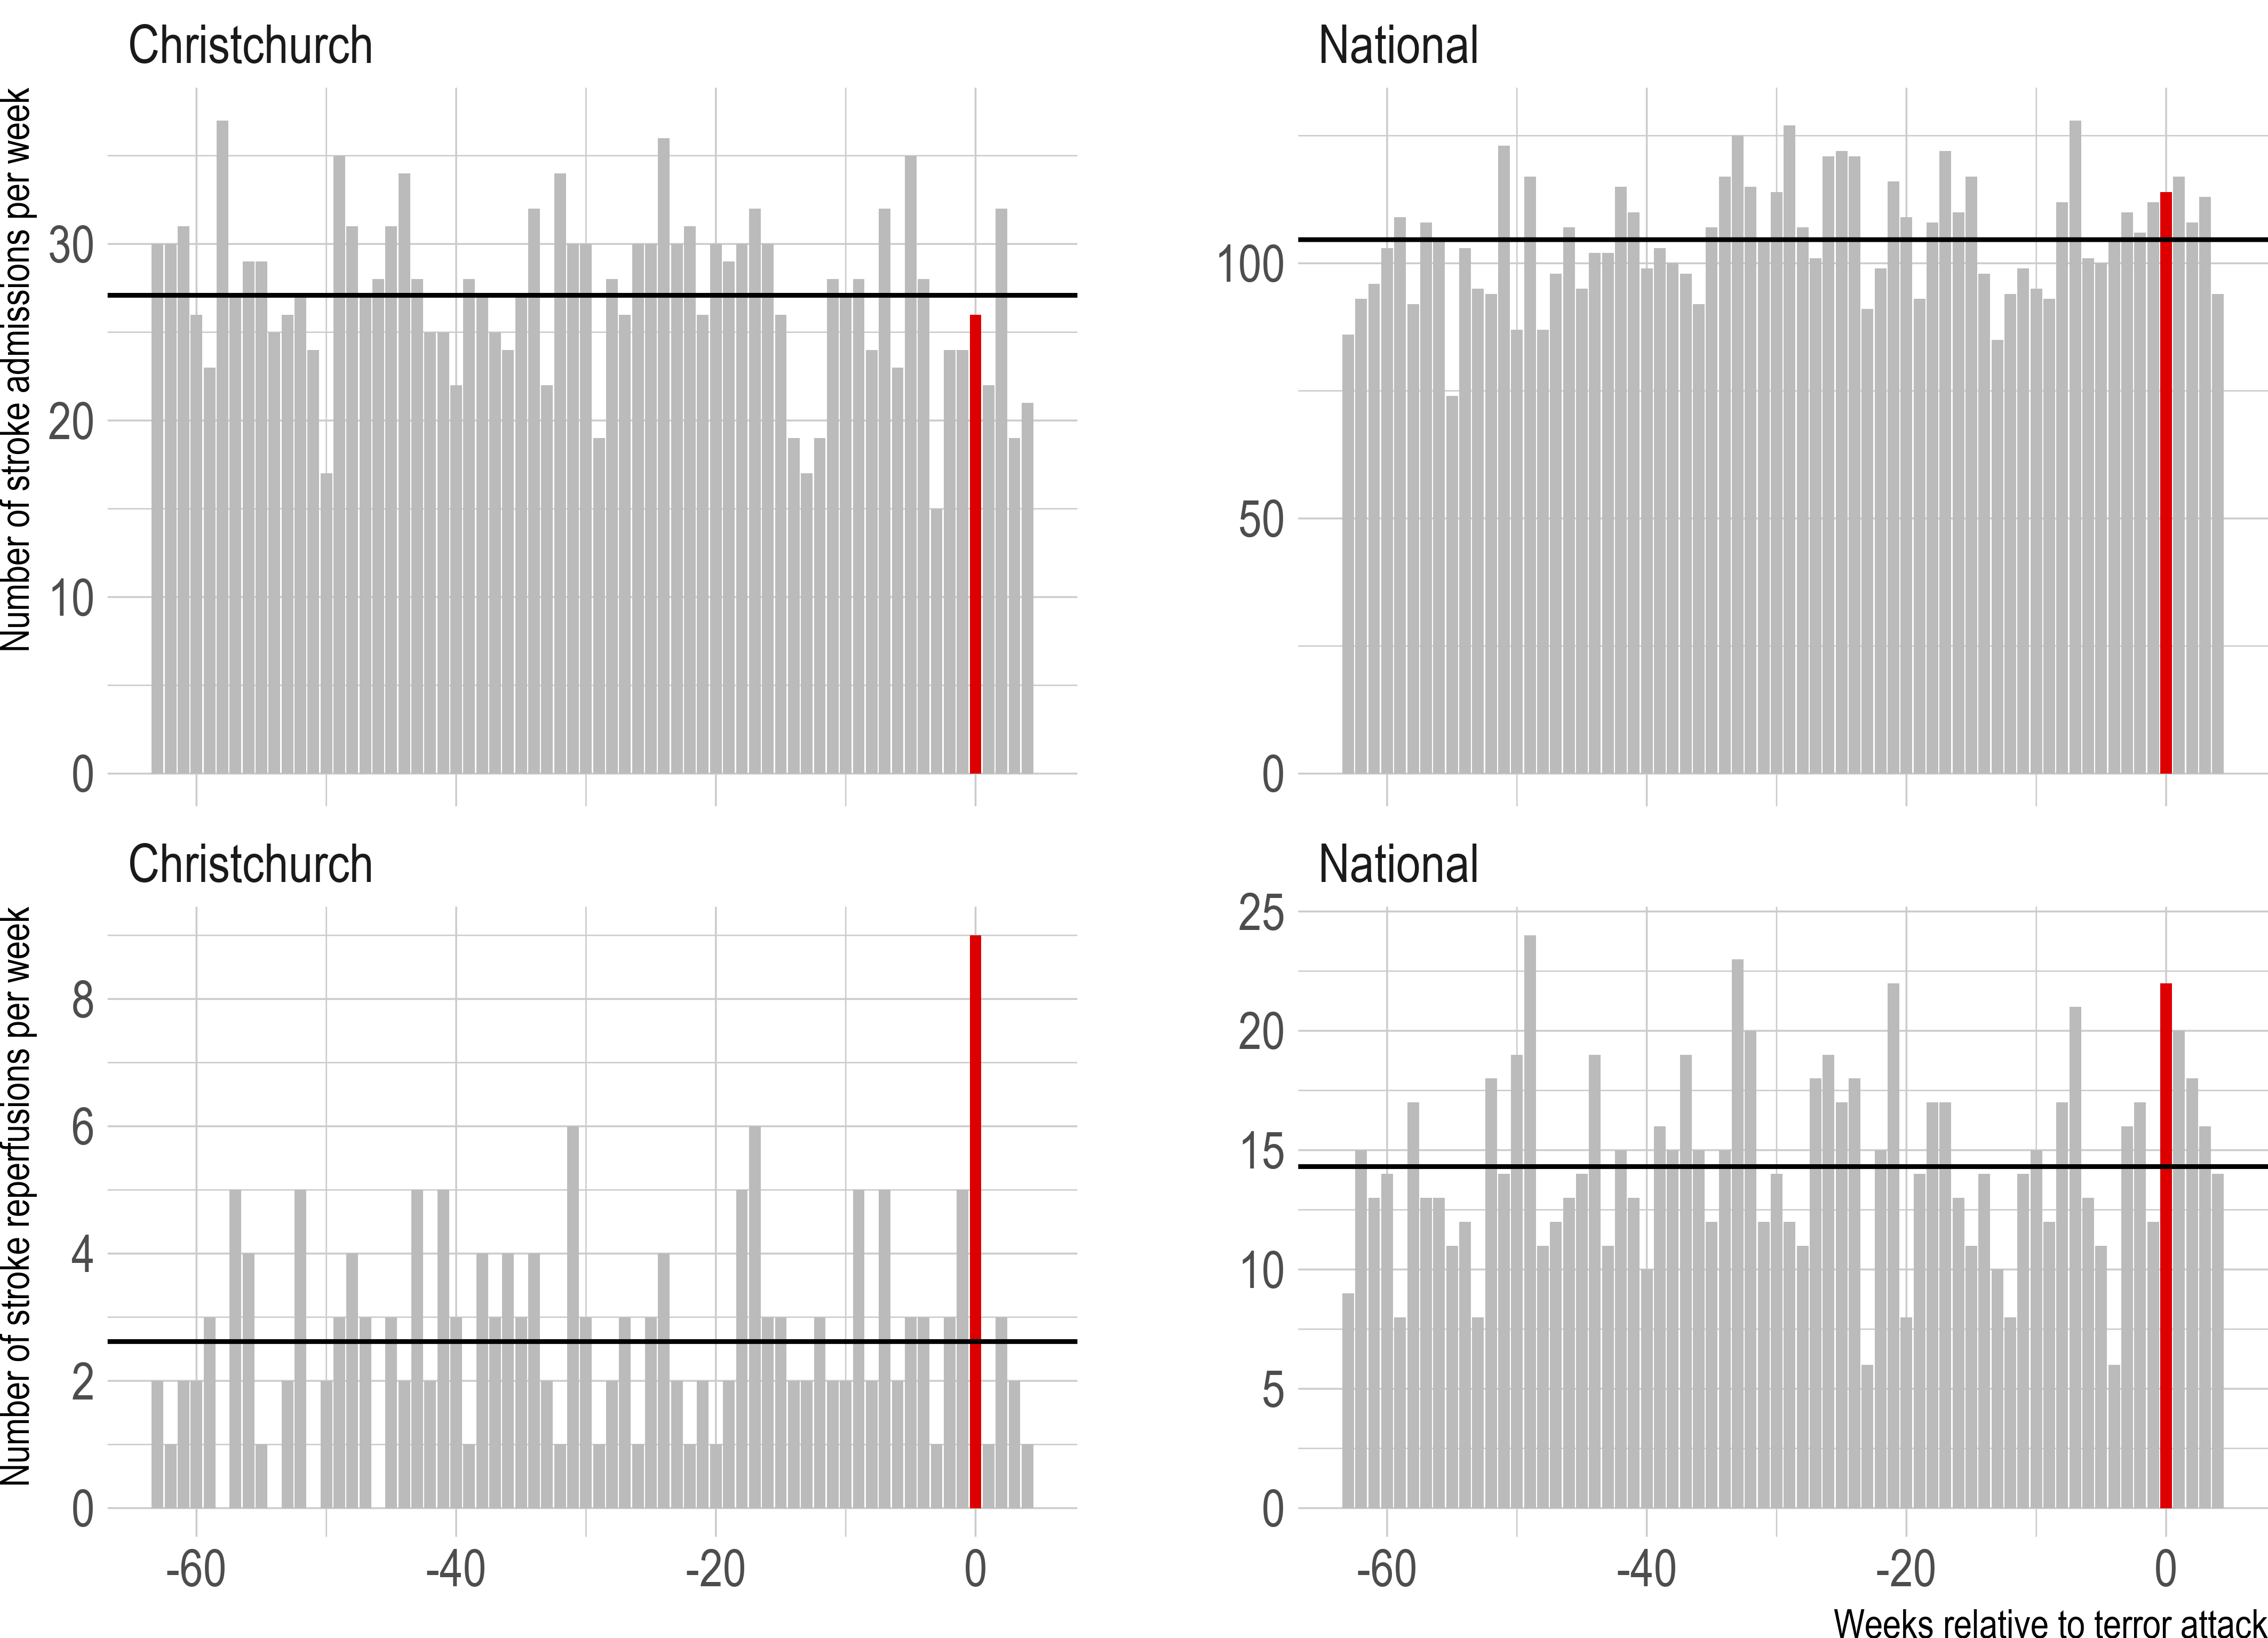 Christchurch
National
Number of stroke admissions per week
30
20
10
0
100
50
0
Christchurch
National
Number of stroke reperfusions per week
8
6
4
2
0
25
20
15
10
5
0
-60 -40 -20 0
-60 -40 -20 0
Weeks relative to terror attack